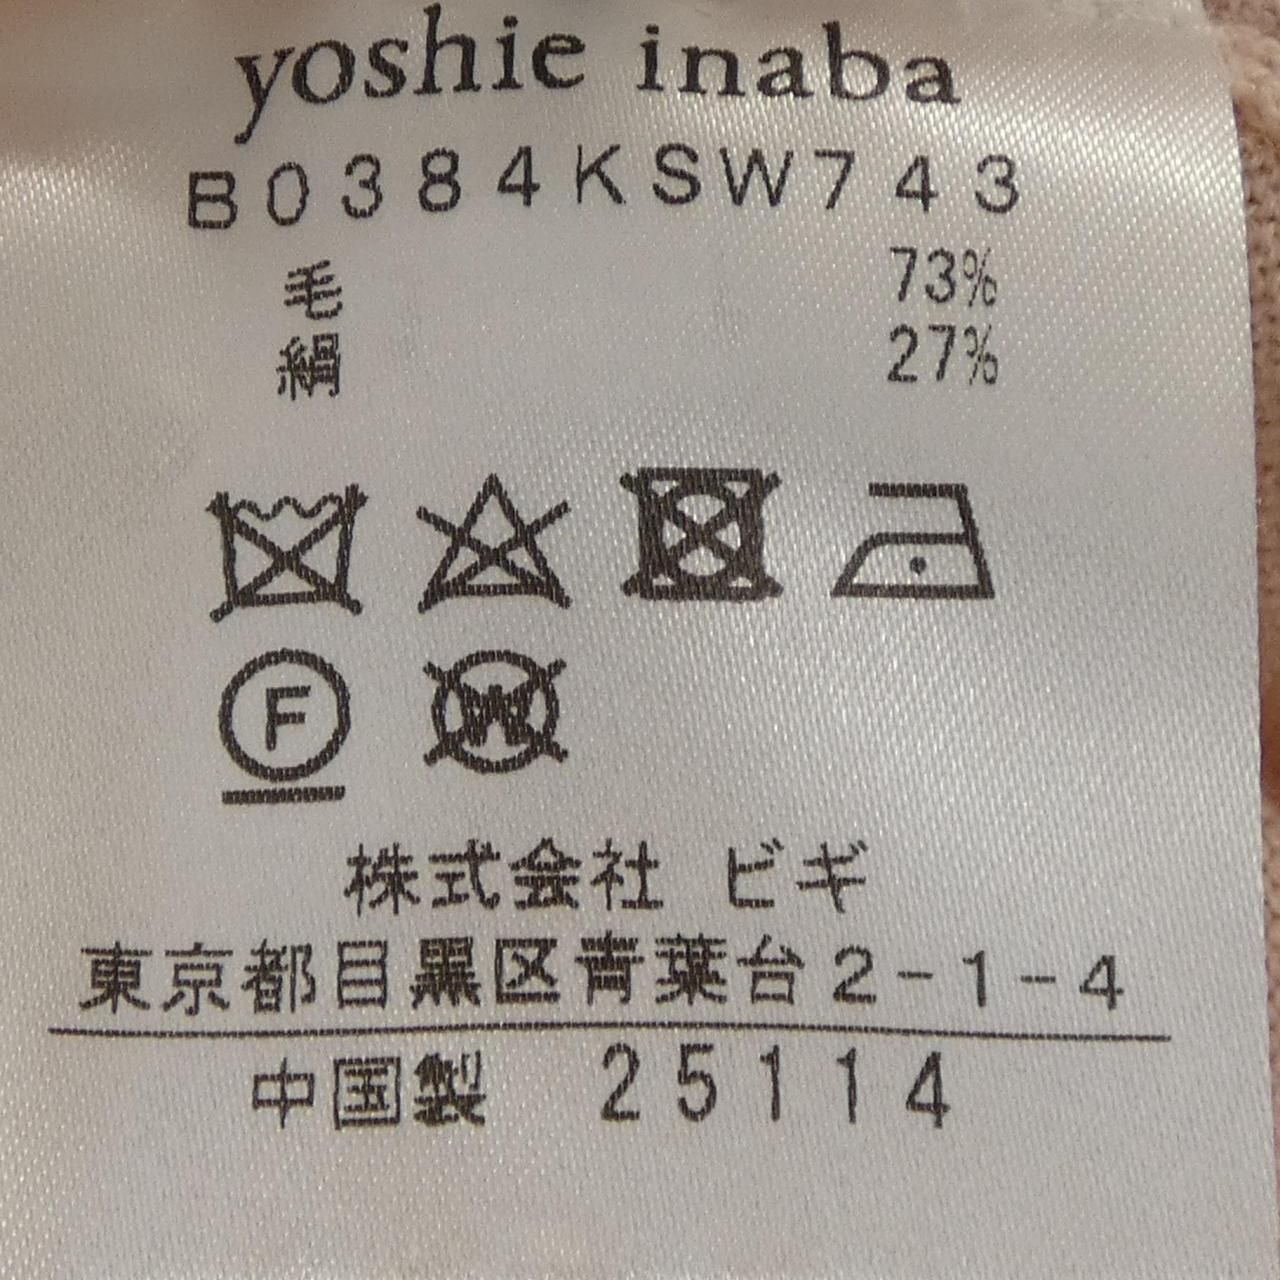 yoshie inaba
B0384KSW743
毛 73%
絹 27%
F W
株式会社 ビギ
東京都目黒区青葉台2-1-4
中国製 25114